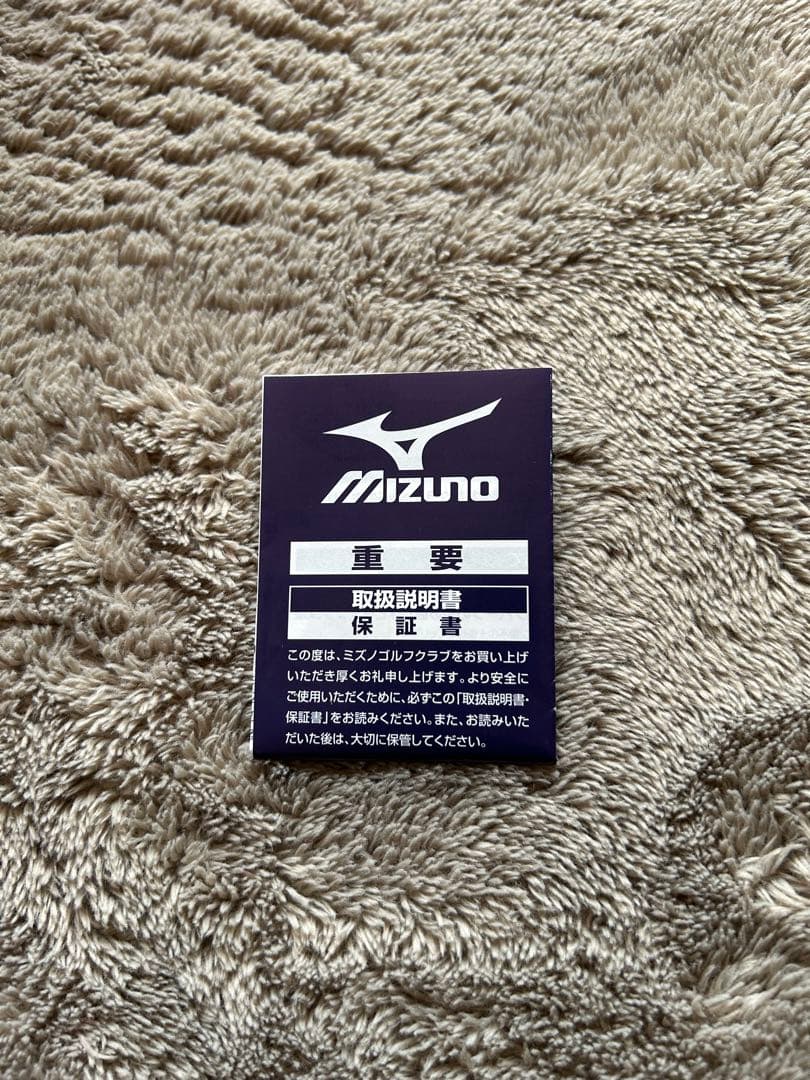 MIZUNO
重要
取扱説明書
保証書
この度は、ミズノゴルフクラブをお買い上げ
いただき厚くお礼申し上げます。より安全に
ご使用いただくために、必ずこの「取扱説明書・
保証書」をお読みください。また、お読みいた
だいた後は、大切に保管してください。